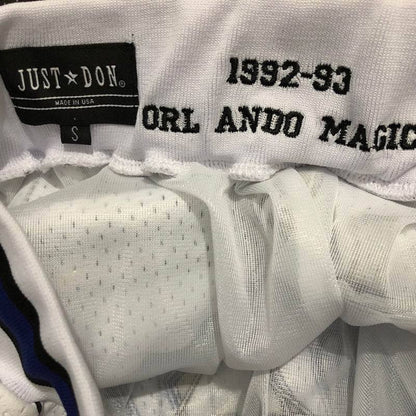 JUST★DON®
MADE IN USA
S
1992-93
ORL ANDO MAGIC